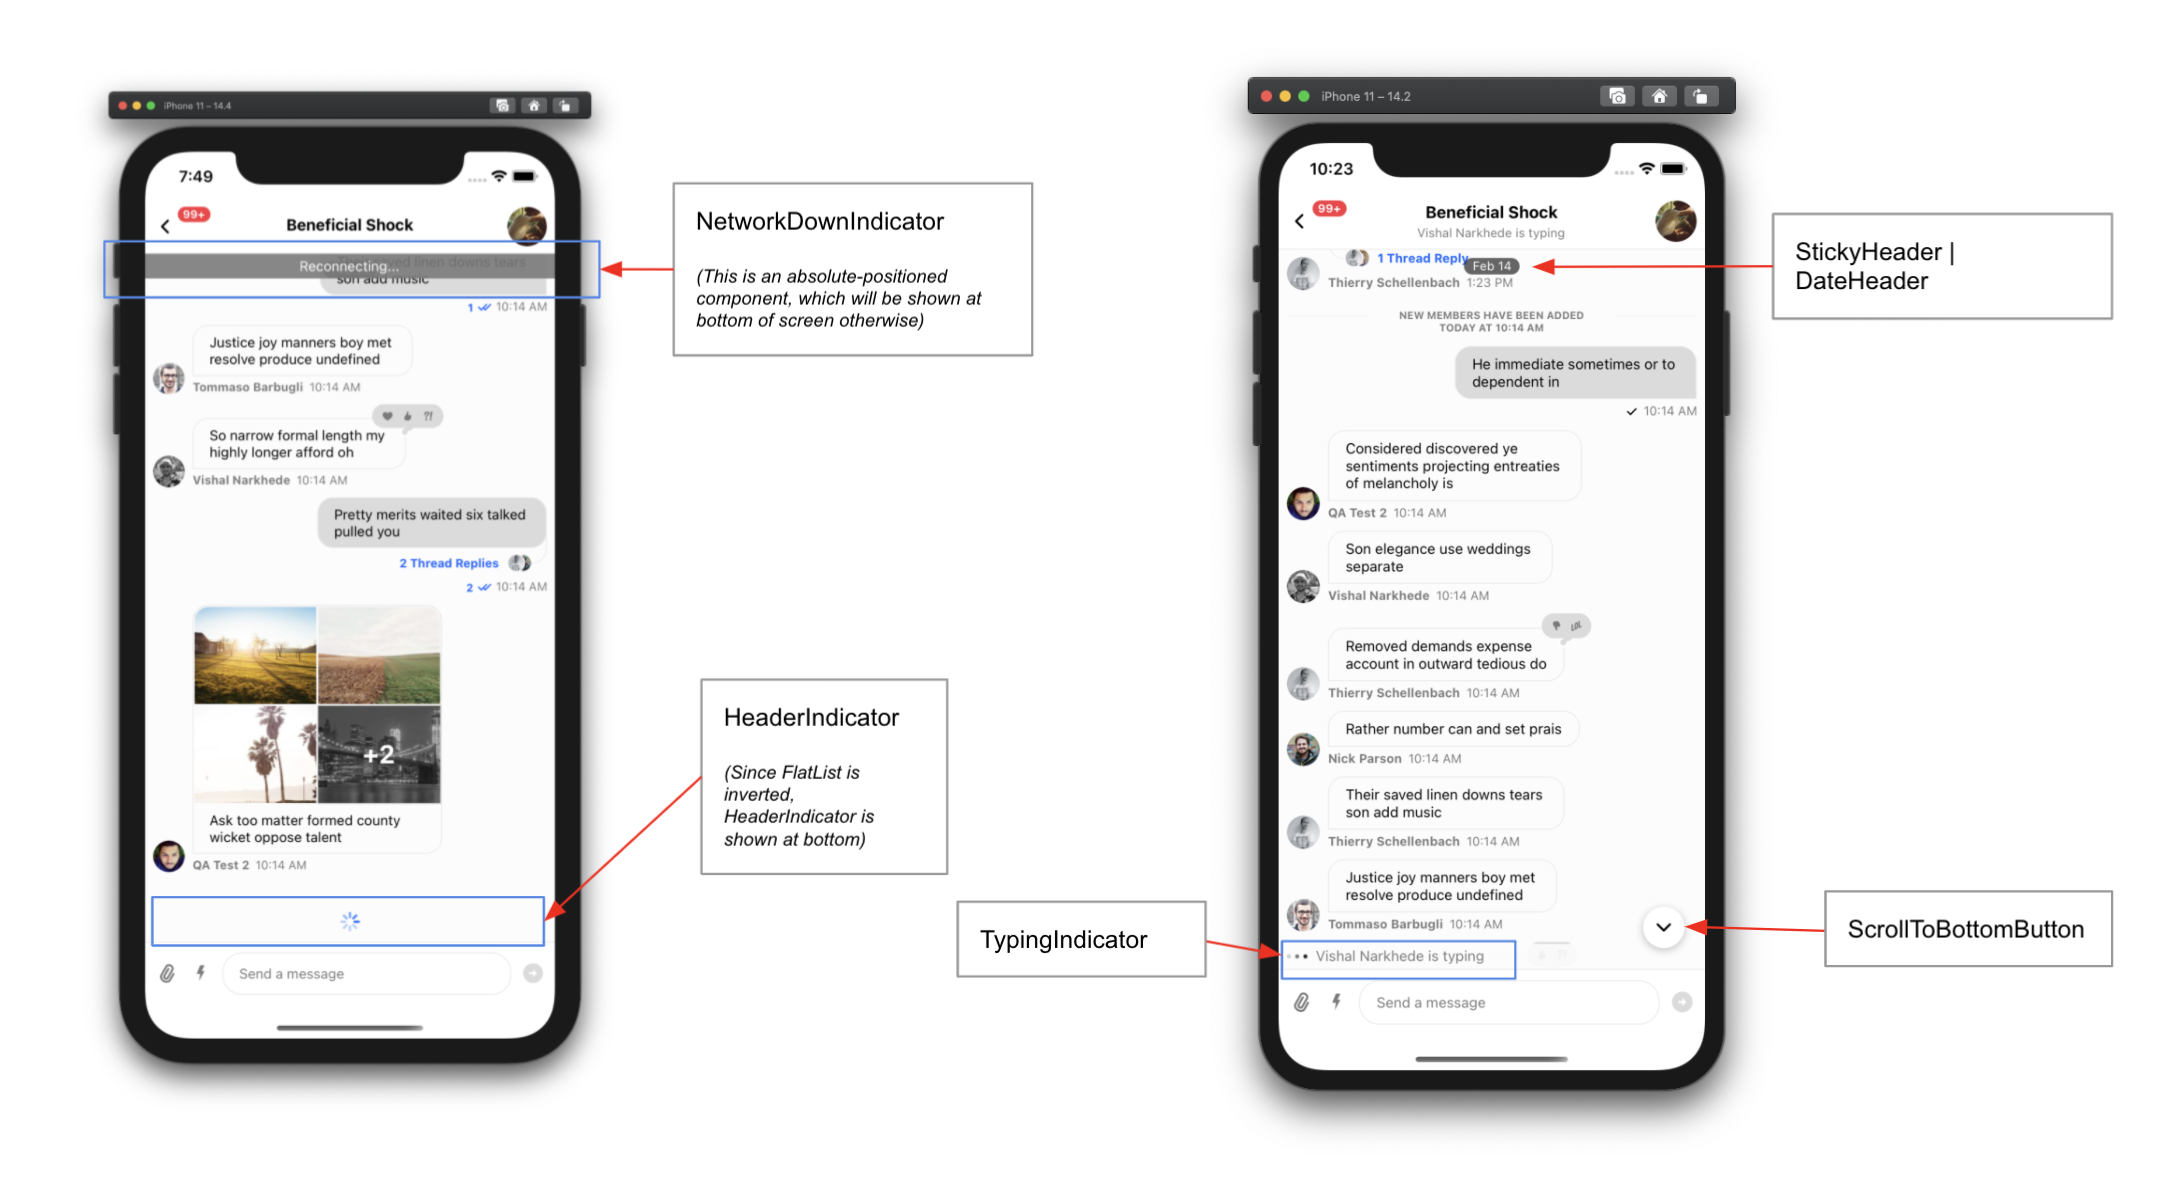 iPhone 11 – 14.4
7:49
99+
Beneficial Shock
Reconnecting...
Their saved linen downs tears
son add music
1 10:14 AM
Justice joy manners boy met
resolve produce undefined
Tommaso Barbugli 10:14 AM
?!
So narrow formal length my
highly longer afford oh
Vishal Narkhede 10:14 AM
Pretty merits waited six talked
pulled you
2 Thread Replies
2 10:14 AM
+2
Ask too matter formed county
wicket oppose talent
QA Test 2 10:14 AM
Send a message
NetworkDownIndicator
(This is an absolute-positioned
component, which will be shown at
bottom of screen otherwise)
HeaderIndicator
(Since FlatList is
inverted,
HeaderIndicator is
shown at bottom)
iPhone 11 – 14.2
10:23
99+
Beneficial Shock
Vishal Narkhede is typing
1 Thread Reply
Feb 14
Thierry Schellenbach 1:23 PM
NEW MEMBERS HAVE BEEN ADDED
TODAY AT 10:14 AM
He immediate sometimes or to
dependent in
10:14 AM
Considered discovered ye
sentiments projecting entreaties
of melancholy is
QA Test 2 10:14 AM
Son elegance use weddings
separate
Vishal Narkhede 10:14 AM
LOL
Removed demands expense
account in outward tedious do
Thierry Schellenbach 10:14 AM
Rather number can and set prais
Nick Parson 10:14 AM
Their saved linen downs tears
son add music
Thierry Schellenbach 10:14 AM
Justice joy manners boy met
resolve produce undefined
Tommaso Barbugli 10:14 AM
Vishal Narkhede is typing
Send a message
StickyHeader |
DateHeader
TypingIndicator
ScrollToBottomButton